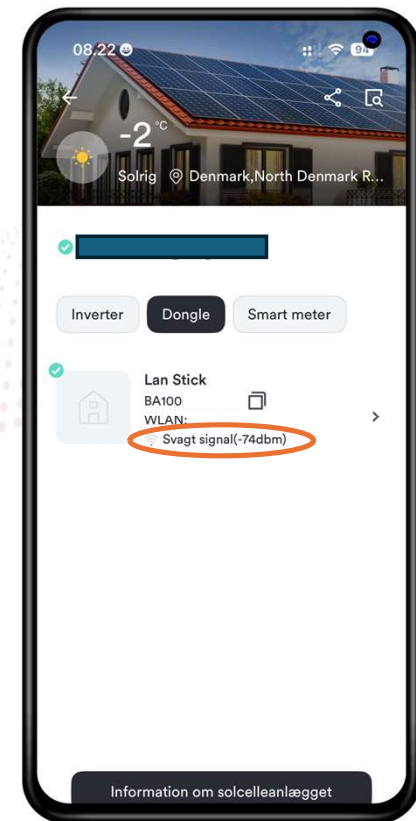 08.22
94
-2 °C
Solrig Denmark,North Denmark R...
Inverter Dongle Smart meter
Lan Stick
BA100
WLAN:
Svagt signal(-74dbm)
Information om solcelleanlægget